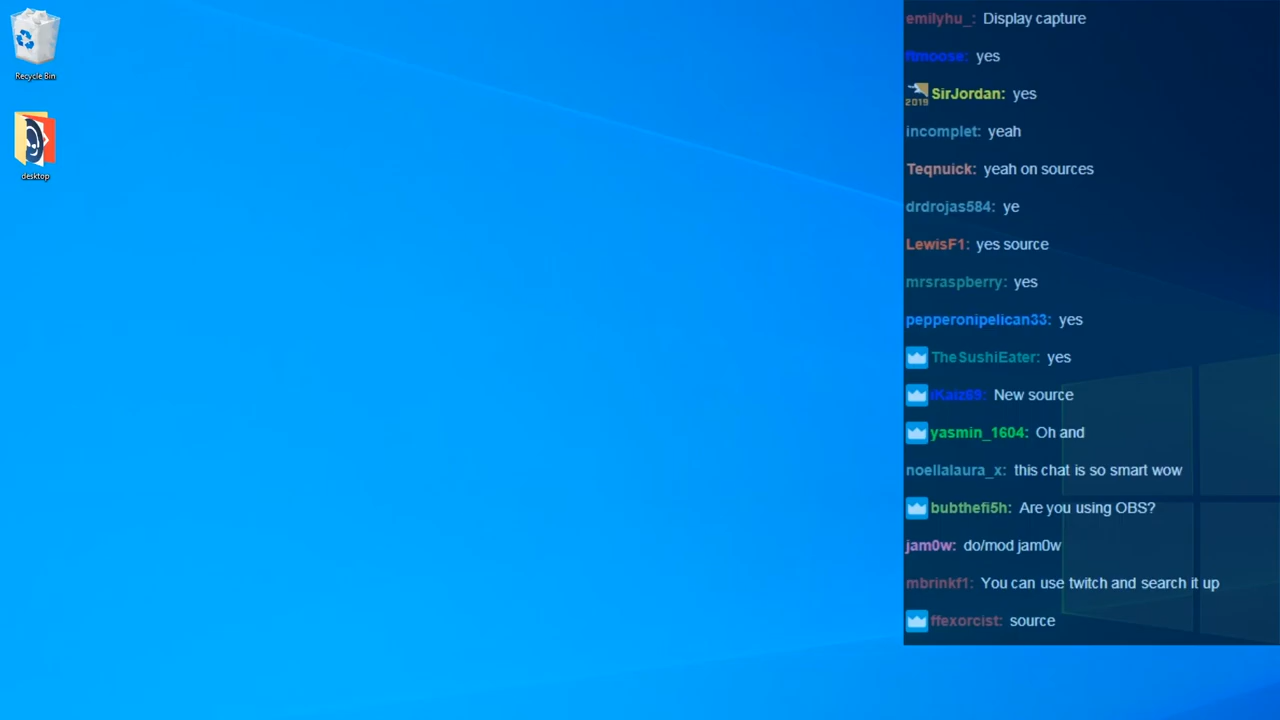 Recycle Bin
desktop
emilyhu_: Display capture
ftmoose: yes
2019 SirJordan: yes
incomplet: yeah
Teqnuick: yeah on sources
drdrojas584: ye
LewisF1: yes source
mrsraspberry: yes
pepperonipelican33: yes
TheSushiEater: yes
iKaiz69: New source
yasmin_1604: Oh and
noellalaura_x: this chat is so smart wow
bubthefi5h: Are you using OBS?
jam0w: do/mod jam0w
mbrinkf1: You can use twitch and search it up
ffexorcist: source